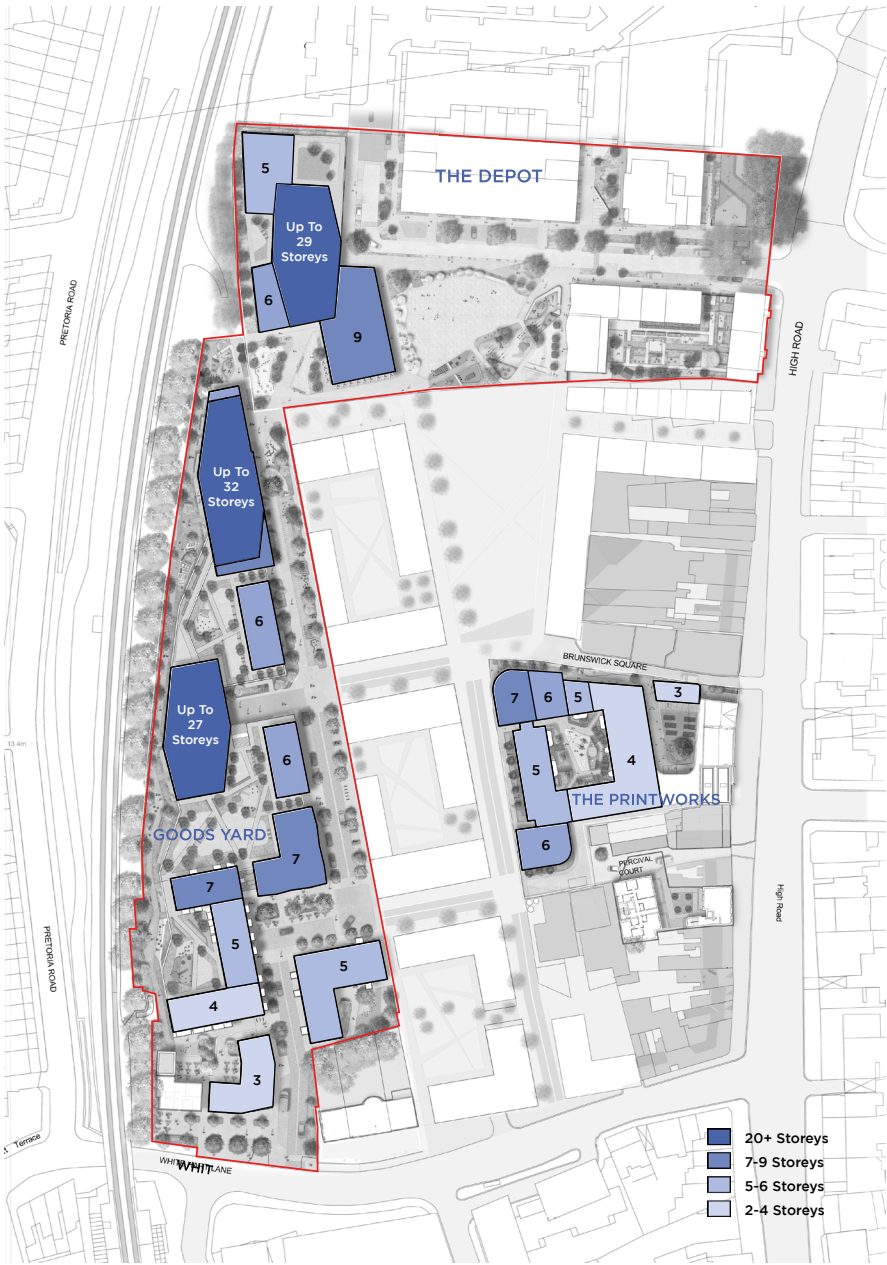 THE DEPOT
5
Up To
29
Storeys
6
9
PRETORIA ROAD
HIGH ROAD
Up To
32
Storeys
6
BRUNSWICK SQUARE
7
6
5
3
Up To
27
Storeys
13.4m
6
5
4
THE PRINTWORKS
GOODS YARD
6
7
PERCIVAL
COURT
7
High Road
PRETORIA ROAD
5
5
4
3
Terrace
WHIT
LANE
20+ Storeys
7-9 Storeys
5-6 Storeys
2-4 Storeys